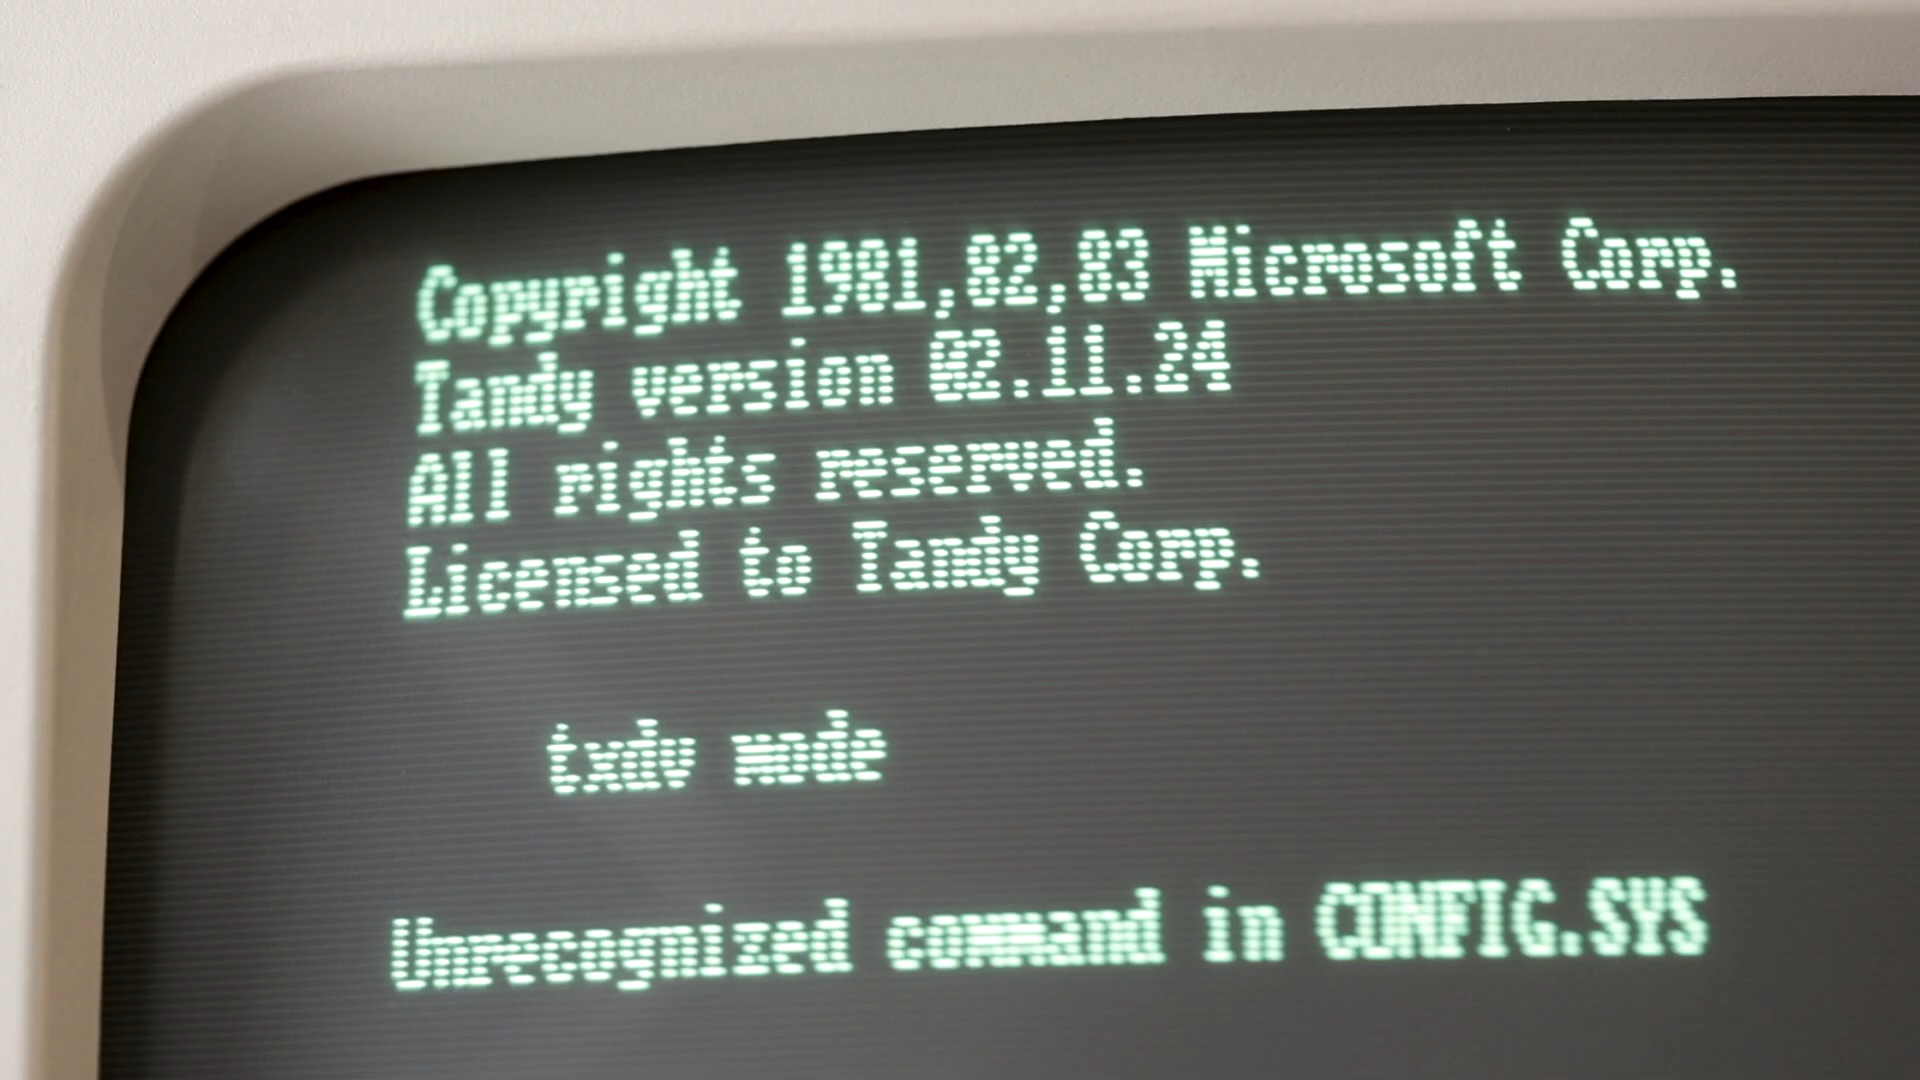 Copyright 1981,82,83 Microsoft Corp.
Tandy version 02.11.24
All rights reserved.
Licensed to Tandy Corp.
txdv mode
Unrecognized command in CONFIG.SYS